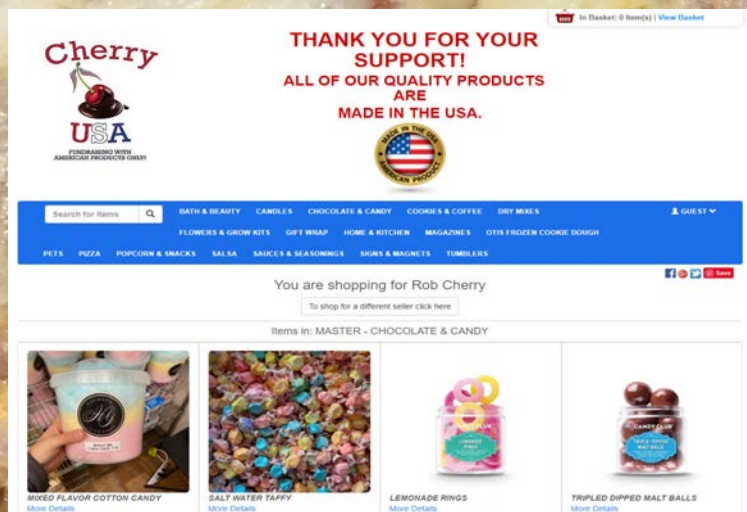 In Basket: 0 Item(s) | View Basket
Cherry
USA
FUNDRAISING WITH
AMERICAN PRODUCTS ONLY!
THANK YOU FOR YOUR
SUPPORT!
ALL OF OUR QUALITY PRODUCTS
ARE
MADE IN THE USA.
MADE IN THE USA
AMERICAN PRODUCT
Search for Items
BATH & BEAUTY CANDLES CHOCOLATE & CANDY COOKIES & COFFEE DRY MIXES
GUEST
FLOWERS & GROW KITS GIFT WRAP HOME & KITCHEN MAGAZINES OTIS FROZEN COOKIE DOUGH
PETS PIZZA POPCORN & SNACKS SALSA SAUCES & SEASONINGS SIGNS & MAGNETS TUMBLERS
Save
You are shopping for Rob Cherry
To shop for a different seller click here
Items in: MASTER - CHOCOLATE & CANDY
CANDY CLUB
LEMONADE
RINGS
CANDY CLUB
TRIPLE-DIPPED
MALT BALLS
MIXED FLAVOR COTTON CANDY
More Details
SALT WATER TAFFY
More Details
LEMONADE RINGS
More Details
TRIPLED DIPPED MALT BALLS
More Details